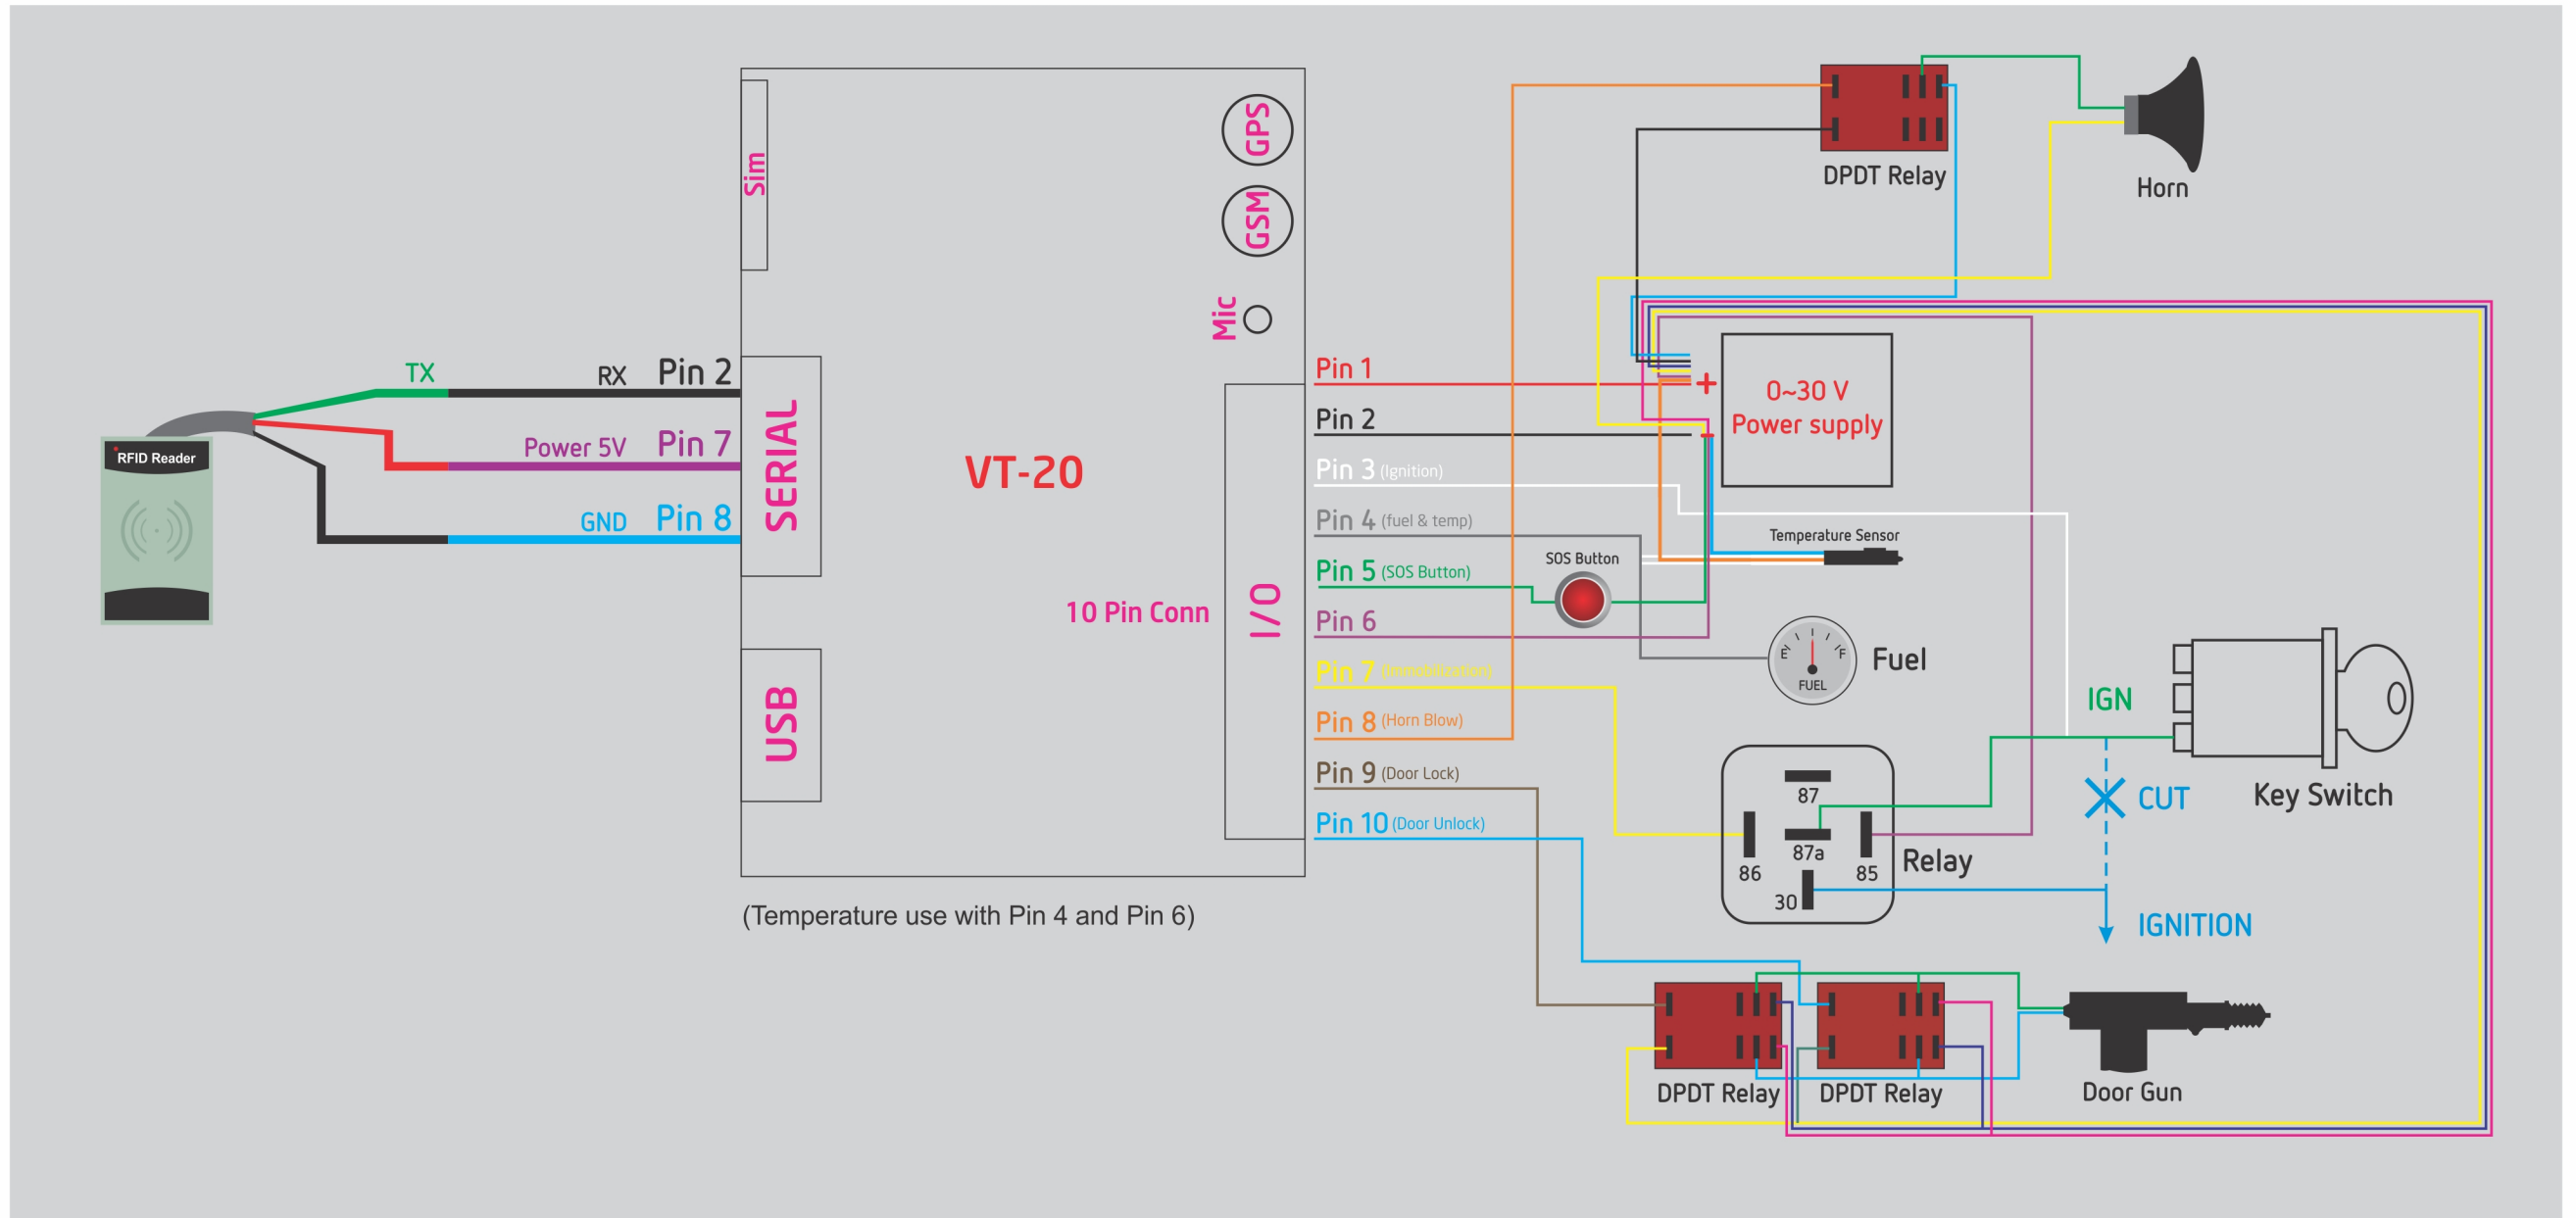 GPS
Sim
DPDT Relay
Horn
GSM
Mic
TX
RX
Pin 2
Pin 1
0~30 V
Power supply
+
-
Pin 2
RFID Reader
Power 5V
Pin 7
SERIAL
VT-20
Pin 3 (Ignition)
GND
Pin 8
Pin 4 (fuel & temp)
Temperature Sensor
SOS Button
Pin 5 (SOS Button)
10 Pin Conn
I/O
Pin 6
E
F
FUEL
Fuel
Pin 7 (Immobilization)
USB
Pin 8 (Horn Blow)
IGN
Pin 9 (Door Lock)
Key Switch
CUT
87
Pin 10 (Door Unlock)
87a
86
85
Relay
30
(Temperature use with Pin 4 and Pin 6)
IGNITION
DPDT Relay
DPDT Relay
Door Gun